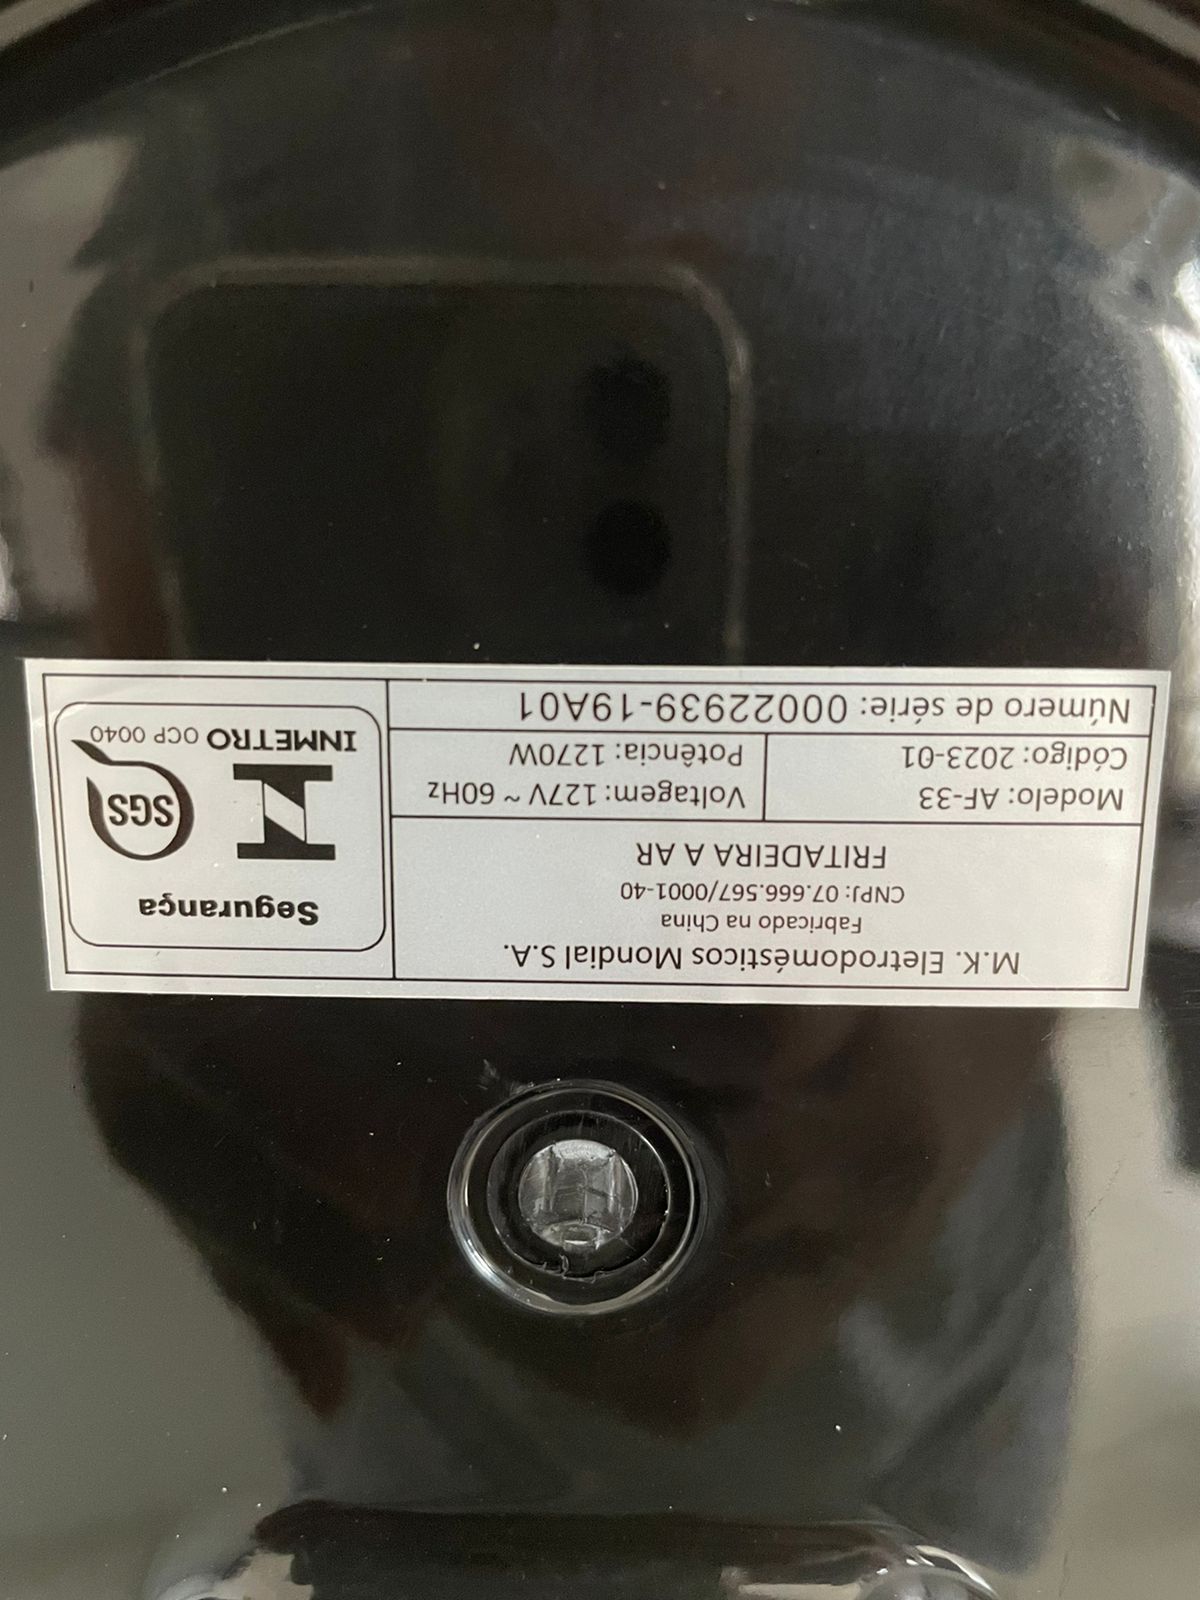 M.K. Eletrodomésticos Mondial S.A.
Fabricado na China
CNPJ: 07.666.567/0001-40
FRITADEIRA A AR
Modelo: AF-33
Código: 2023-01
Voltagem: 127V ~ 60Hz
Potência: 1270W
Número de série: 00022939-19A01
Segurança
SGS
INMETRO OCP 0040